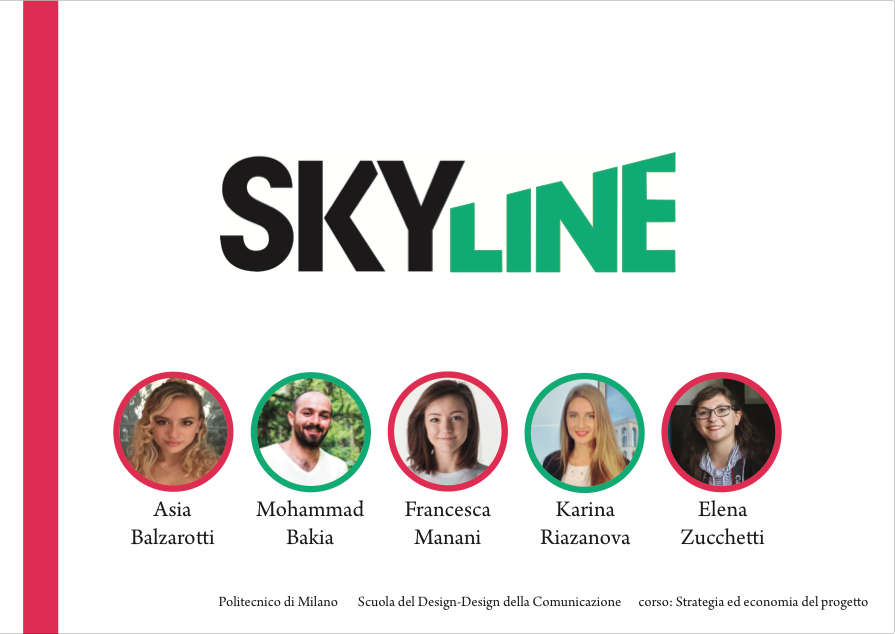 SKYLINE
Asia
Balzarotti
Mohammad
Bakia
Francesca
Manani
Karina
Riazanova
Elena
Zucchetti
Politecnico di Milano Scuola del Design-Design della Comunicazione corso: Strategia ed economia del progetto